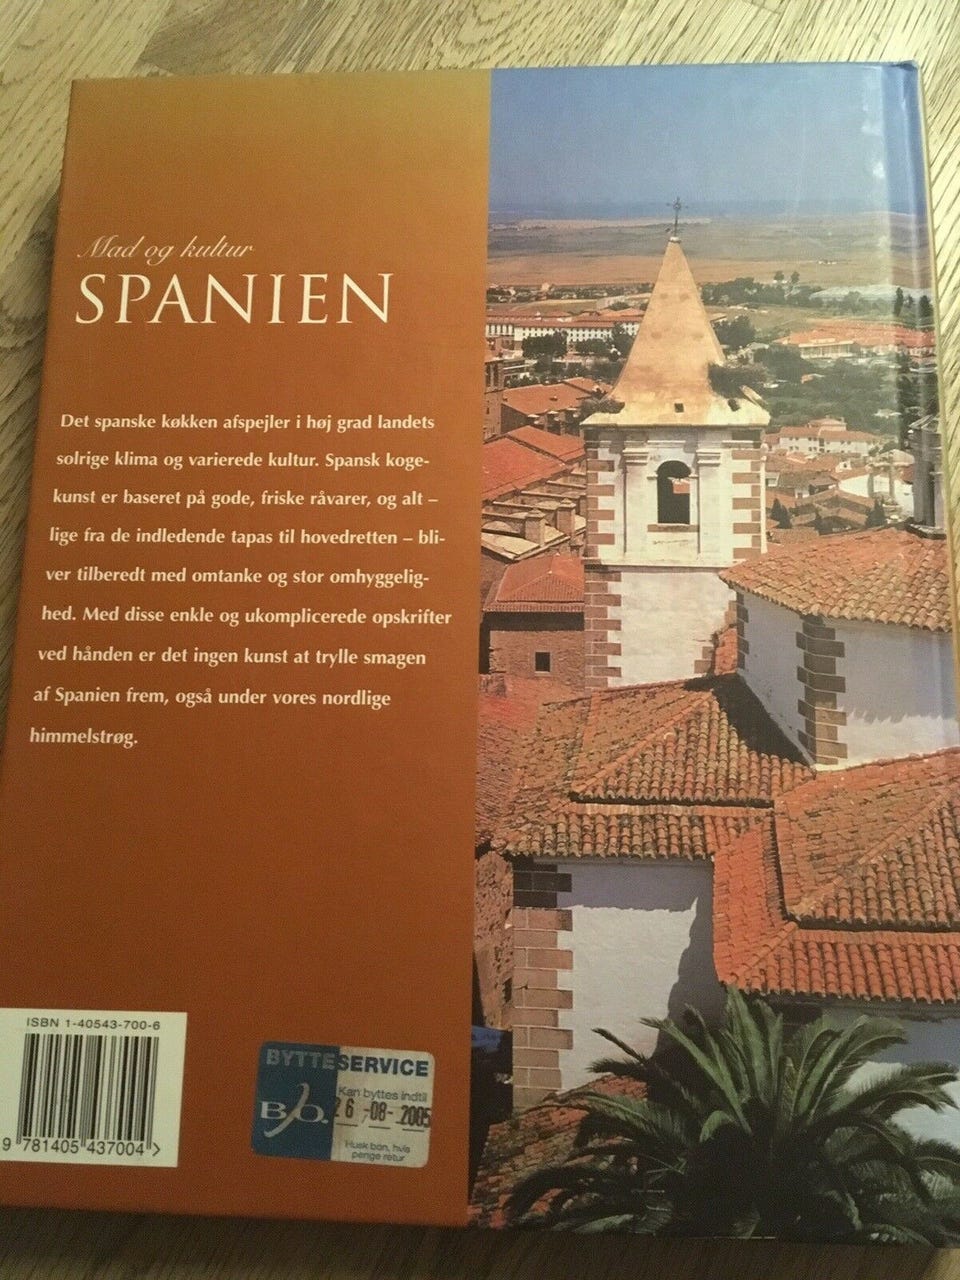 Mad og kultur
SPANIEN
Det spanske køkken afspejler i høj grad landets
solrige klima og varierede kultur. Spansk koge-
kunst er baseret på gode, friske råvarer, og alt –
lige fra de indledende tapas til hovedretten – bli-
ver tilberedt med omtanke og stor omhyggelig-
hed. Med disse enkle og ukomplicerede opskrifter
ved hånden er det ingen kunst at trylle smagen
af Spanien frem, også under vores nordlige
himmelstrøg.
ISBN 1-40543-700-6
9 781405 437004 >
BYTTESERVICE
Kan byttes indtil
B)O.
26 -08- 2005
Husk bon, hvis
penge retur